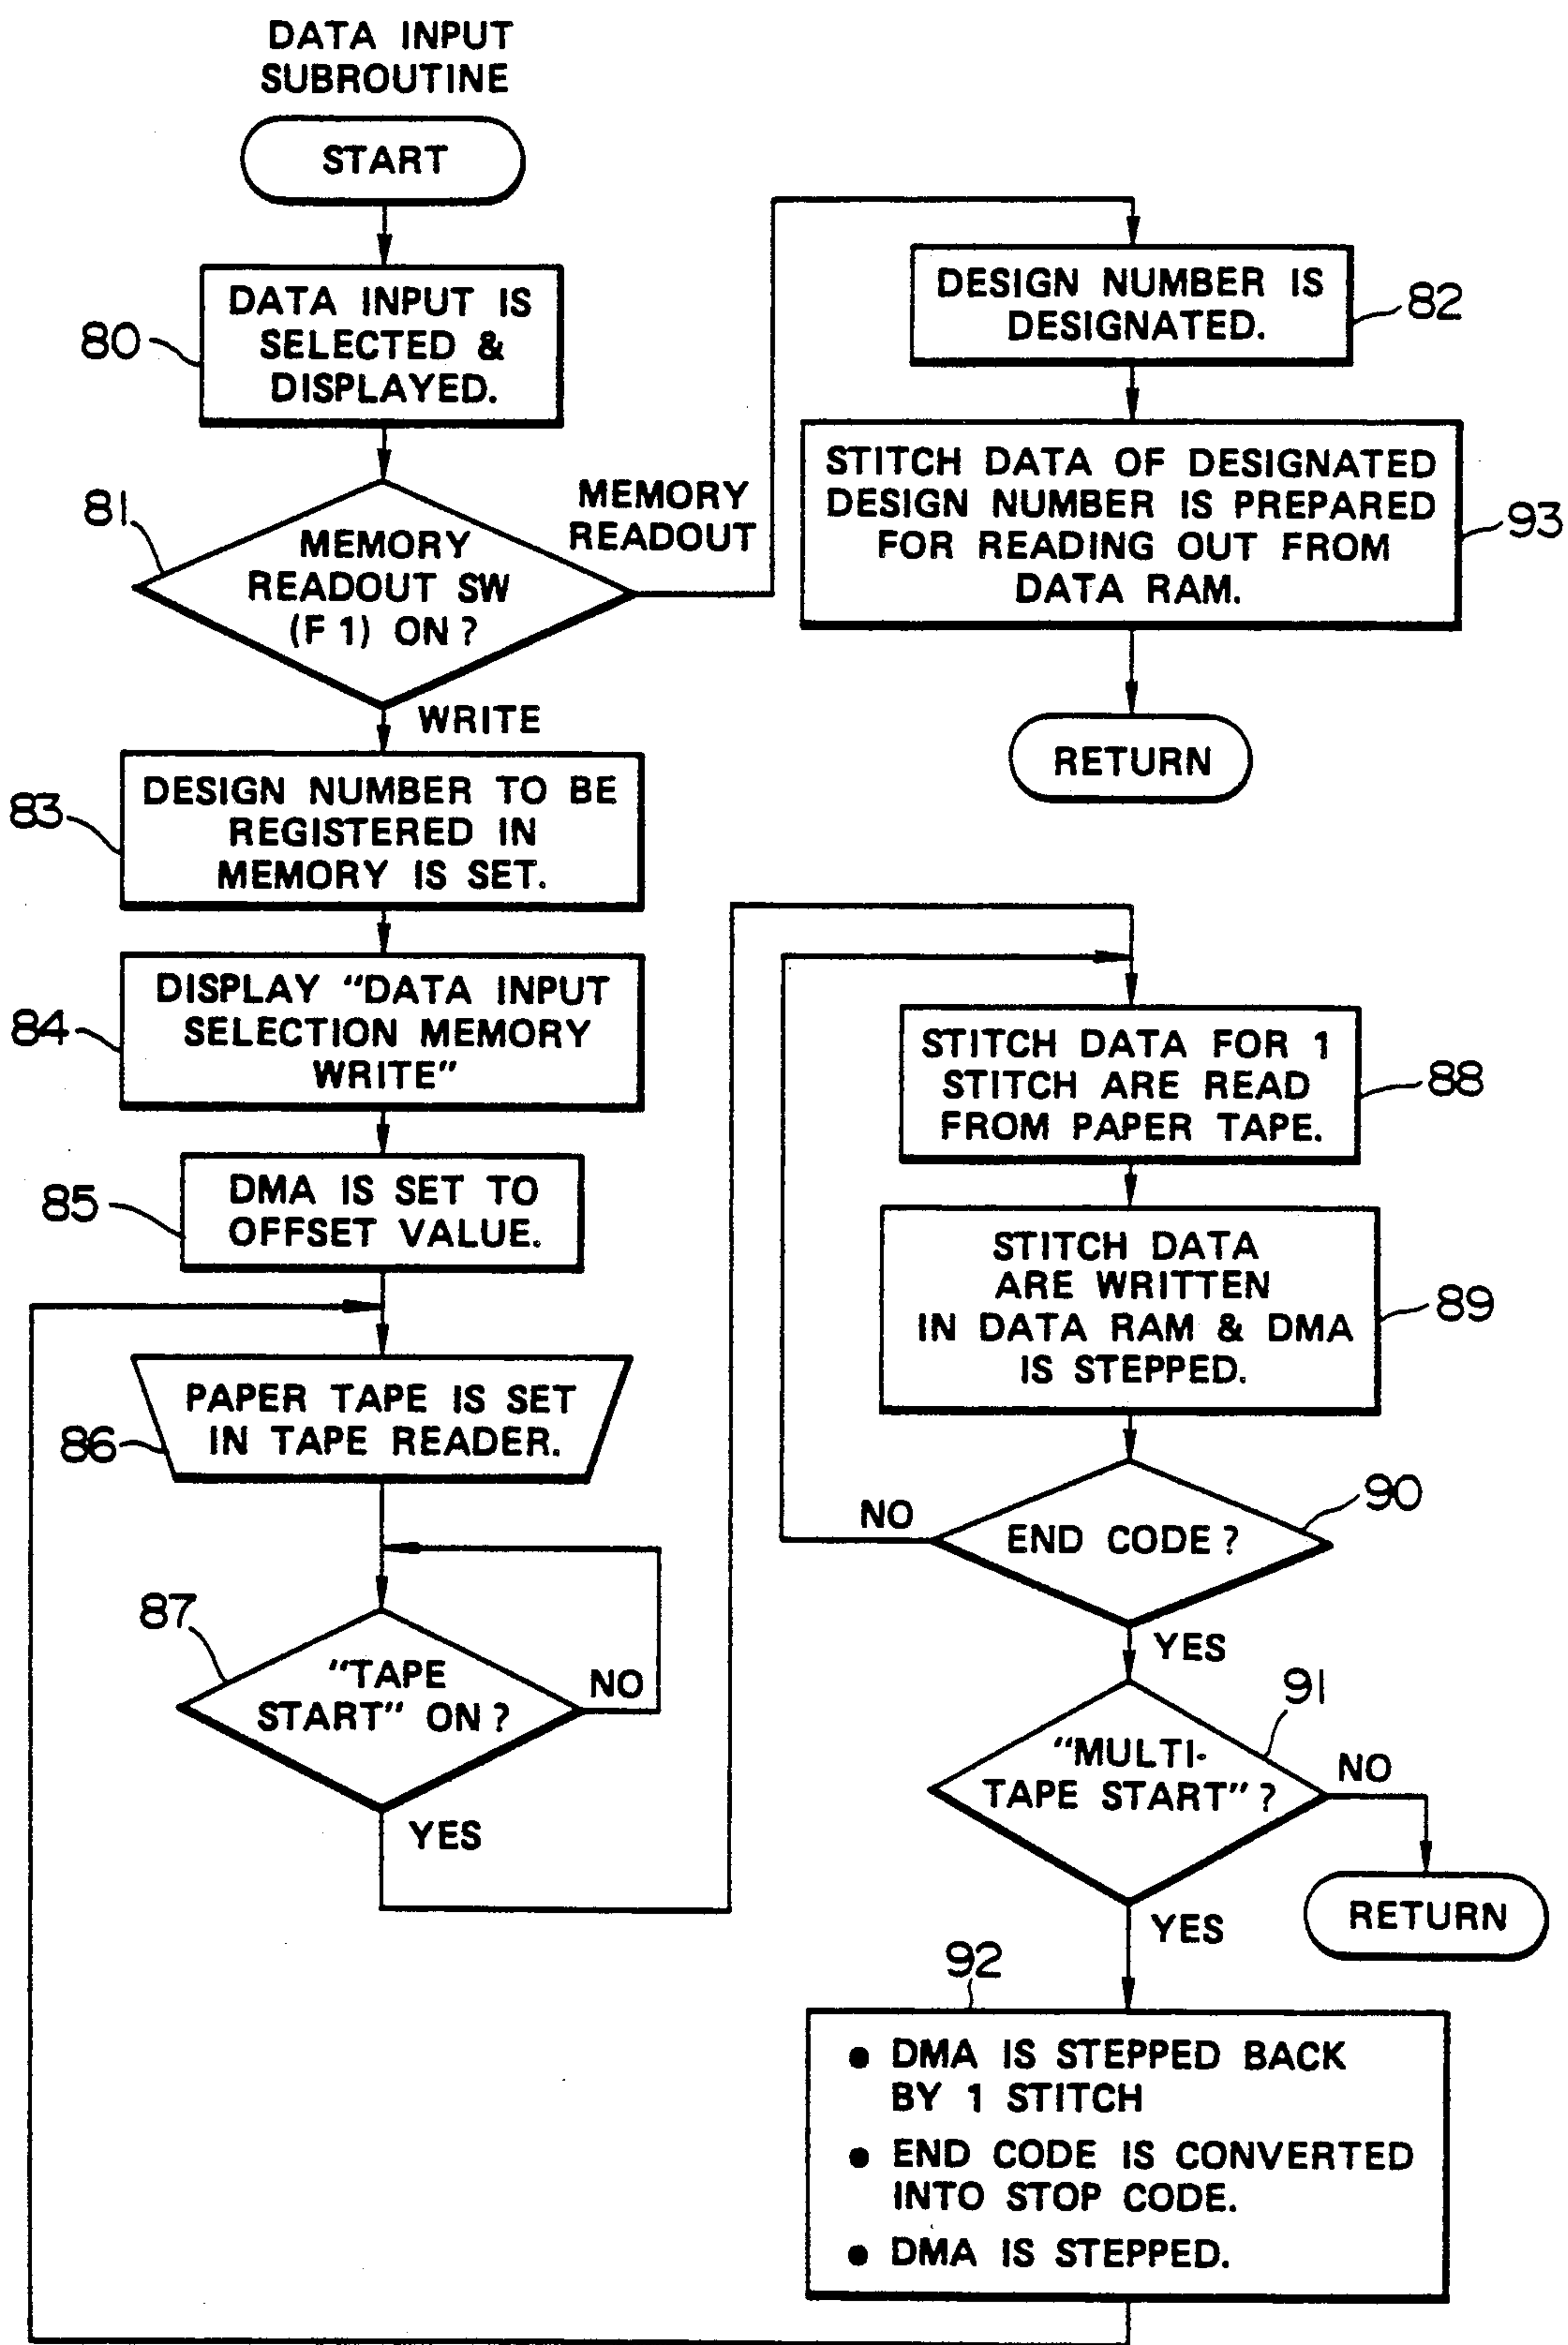 DATA INPUT
SUBROUTINE
START
80
DATA INPUT IS
SELECTED &
DISPLAYED.
81
MEMORY
READOUT SW
(F1) ON?
MEMORY
READOUT
WRITE
DESIGN NUMBER IS
DESIGNATED.
82
STITCH DATA OF DESIGNATED
DESIGN NUMBER IS PREPARED
FOR READING OUT FROM
DATA RAM.
93
RETURN
83
DESIGN NUMBER TO BE
REGISTERED IN
MEMORY IS SET.
84
DISPLAY "DATA INPUT
SELECTION MEMORY
WRITE"
85
DMA IS SET TO
OFFSET VALUE.
86
PAPER TAPE IS SET
IN TAPE READER.
87
"TAPE
START" ON?
NO
YES
STITCH DATA FOR 1
STITCH ARE READ
FROM PAPER TAPE.
88
STITCH DATA
ARE WRITTEN
IN DATA RAM & DMA
IS STEPPED.
89
NO
END CODE?
90
YES
91
"MULTI-
TAPE START"?
NO
RETURN
YES
92
● DMA IS STEPPED BACK
BY 1 STITCH
● END CODE IS CONVERTED
INTO STOP CODE.
● DMA IS STEPPED.